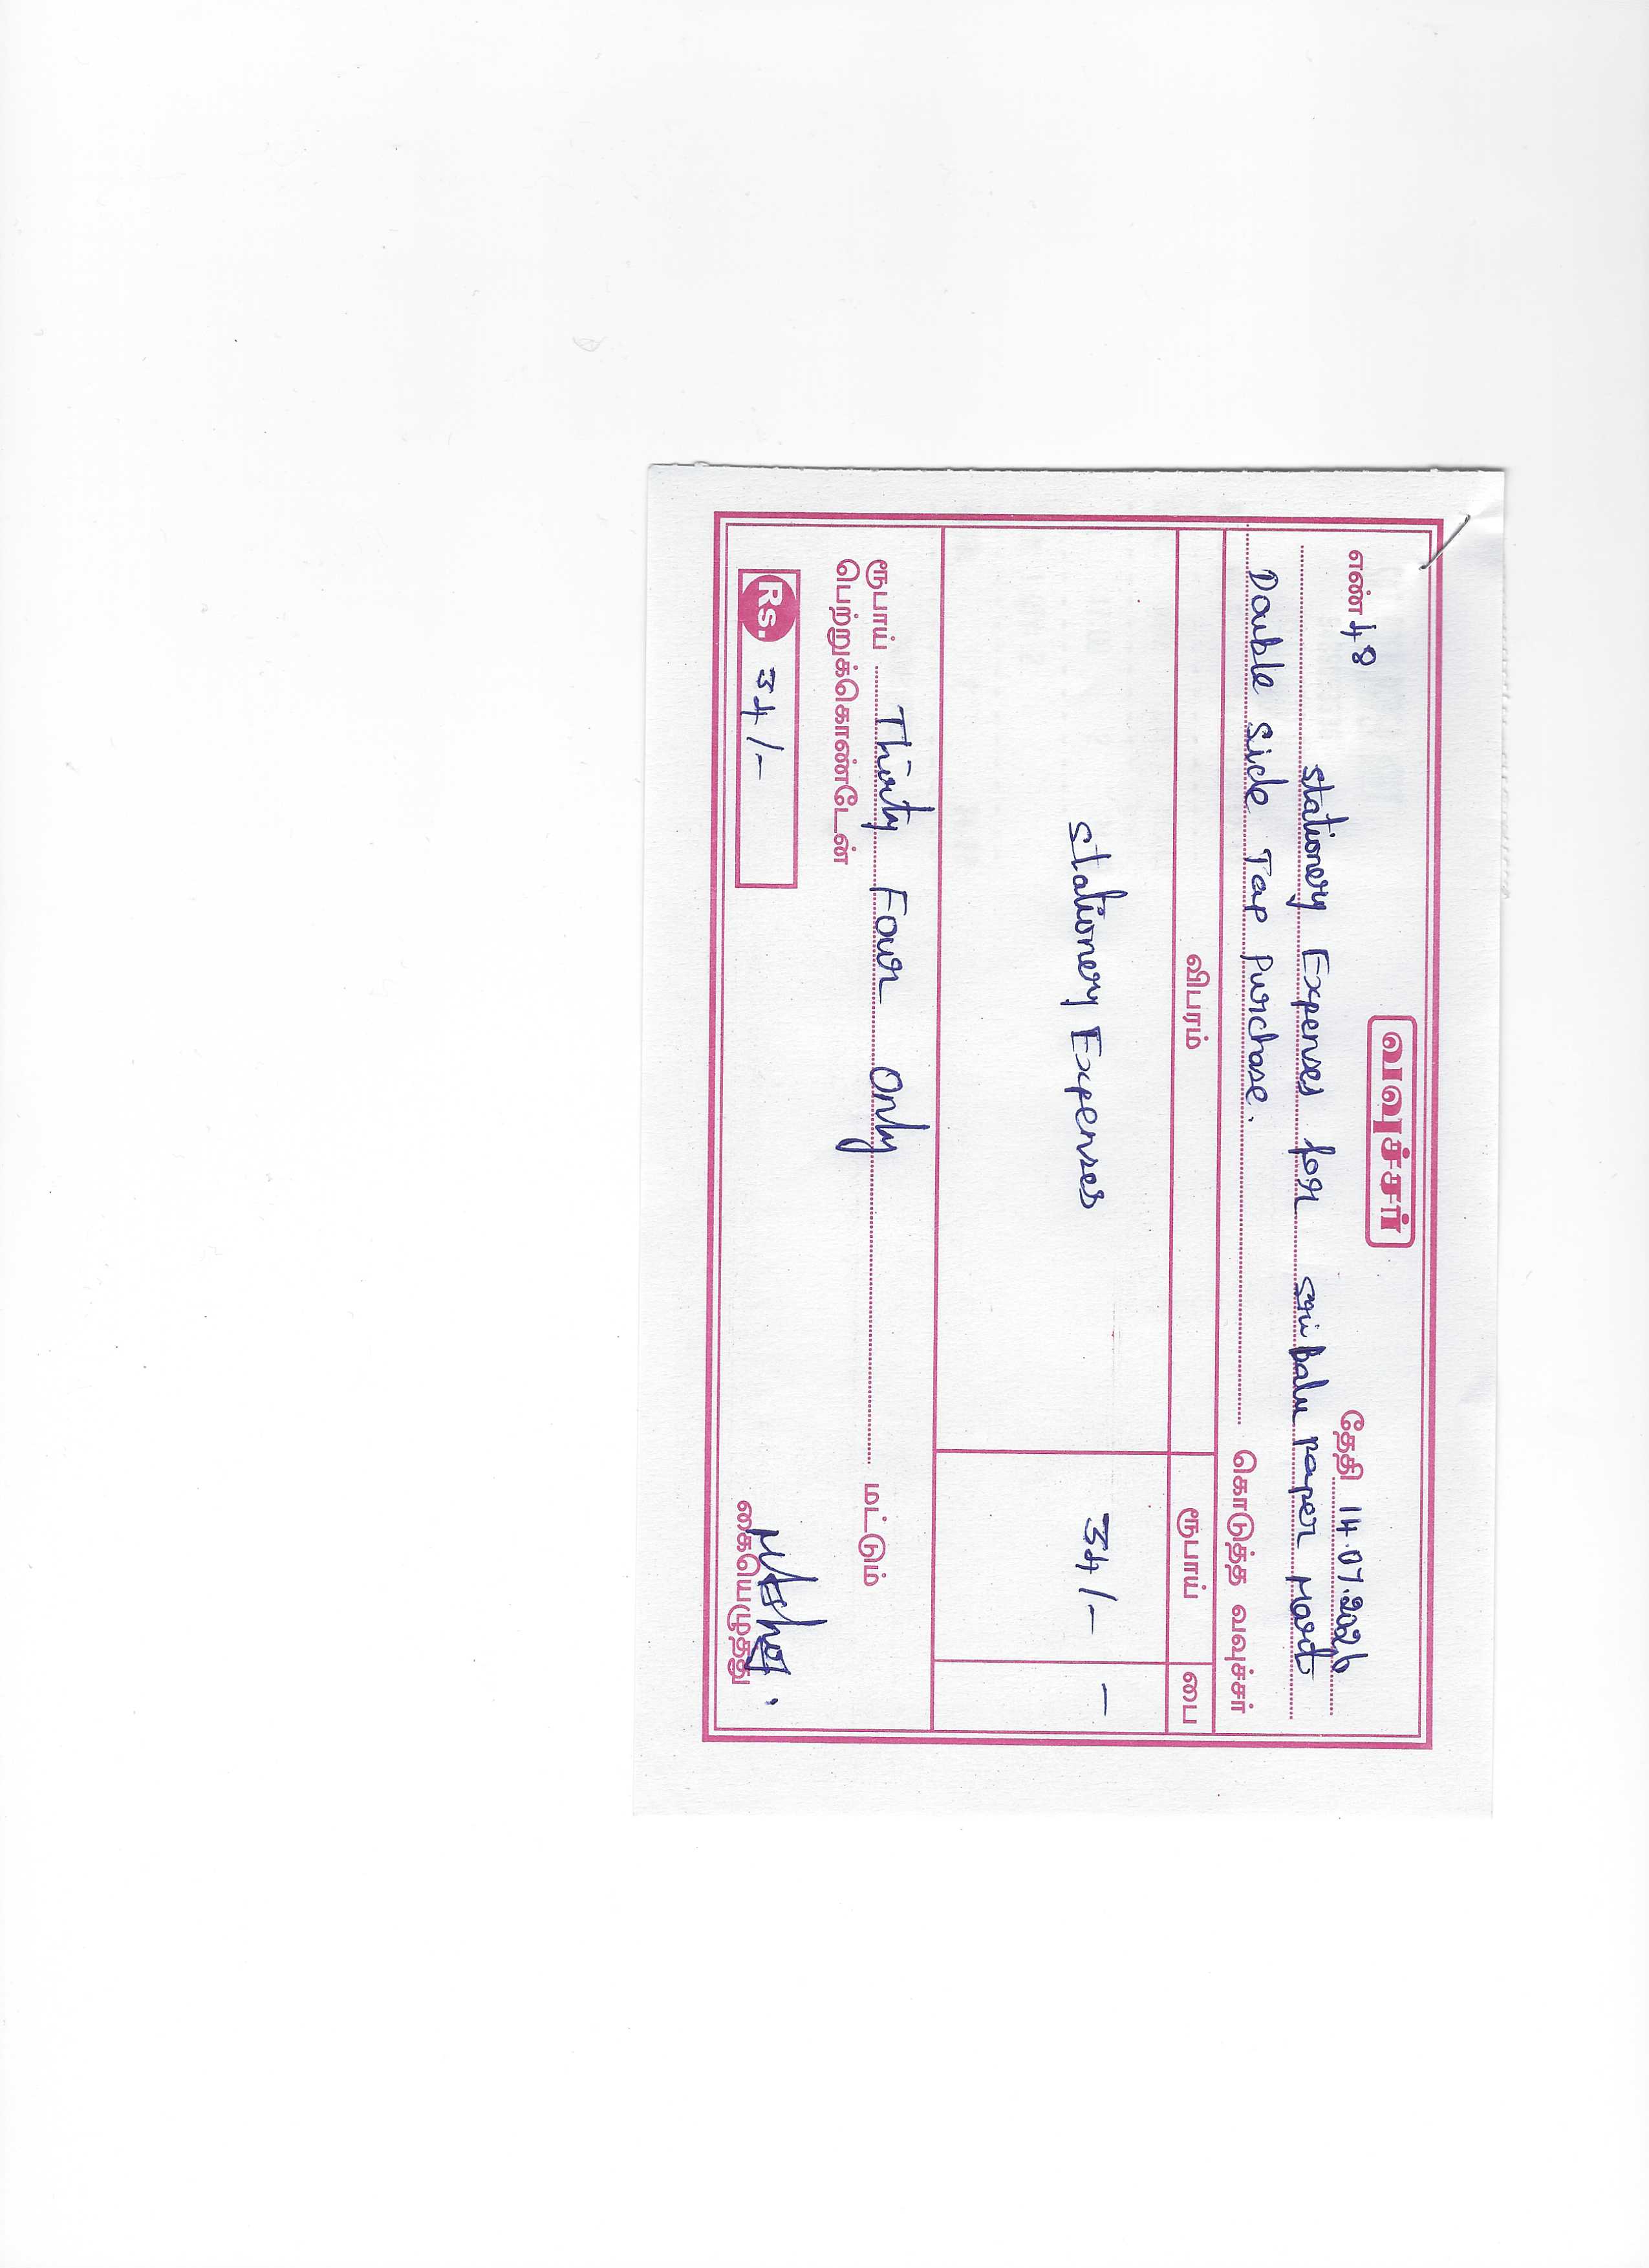 வவுச்சர்
எண் 48 தேதி 14.07.2026
stationery Expenses for sri balu paper Mart
Double side Tap purchase. கொடுத்த வவுச்சர்
விபரம் ரூபாய் பை
stationery Expenses 34/- -
ரூபாய் Thirty Four Only மட்டும்
பெற்றுக்கொண்டேன்
Rs. 34/-
கையெழுத்து